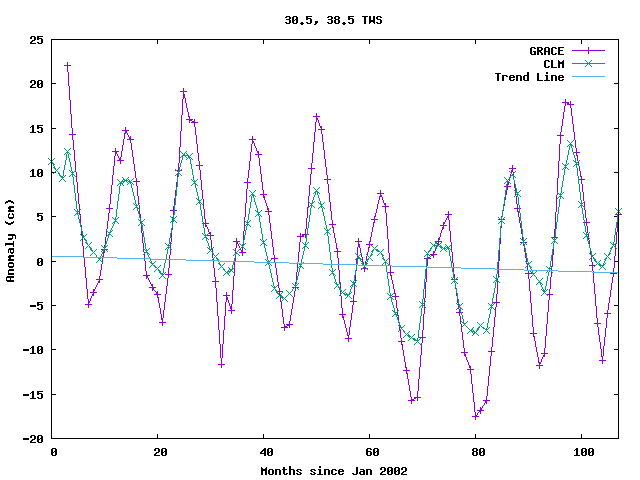 30.5, 38.5 TWS
GRACE
CLM
Trend Line
25
20
15
10
5
0
-5
-10
-15
-20
Anomaly (cm)
0 20 40 60 80 100
Months since Jan 2002